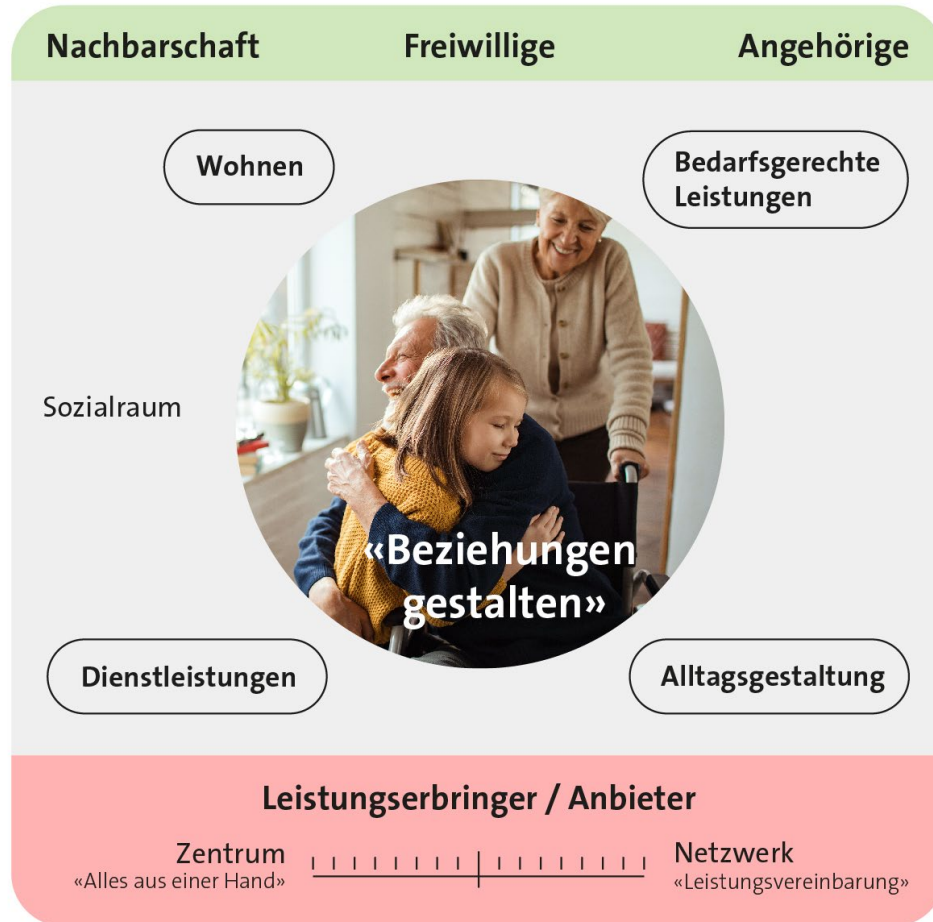 Nachbarschaft Freiwillige Angehörige
Wohnen
Bedarfsgerechte
Leistungen
Sozialraum
«Beziehungen
gestalten»
Dienstleistungen
Alltagsgestaltung
Leistungserbringer / Anbieter
Zentrum
«Alles aus einer Hand»
Netzwerk
«Leistungsvereinbarung»